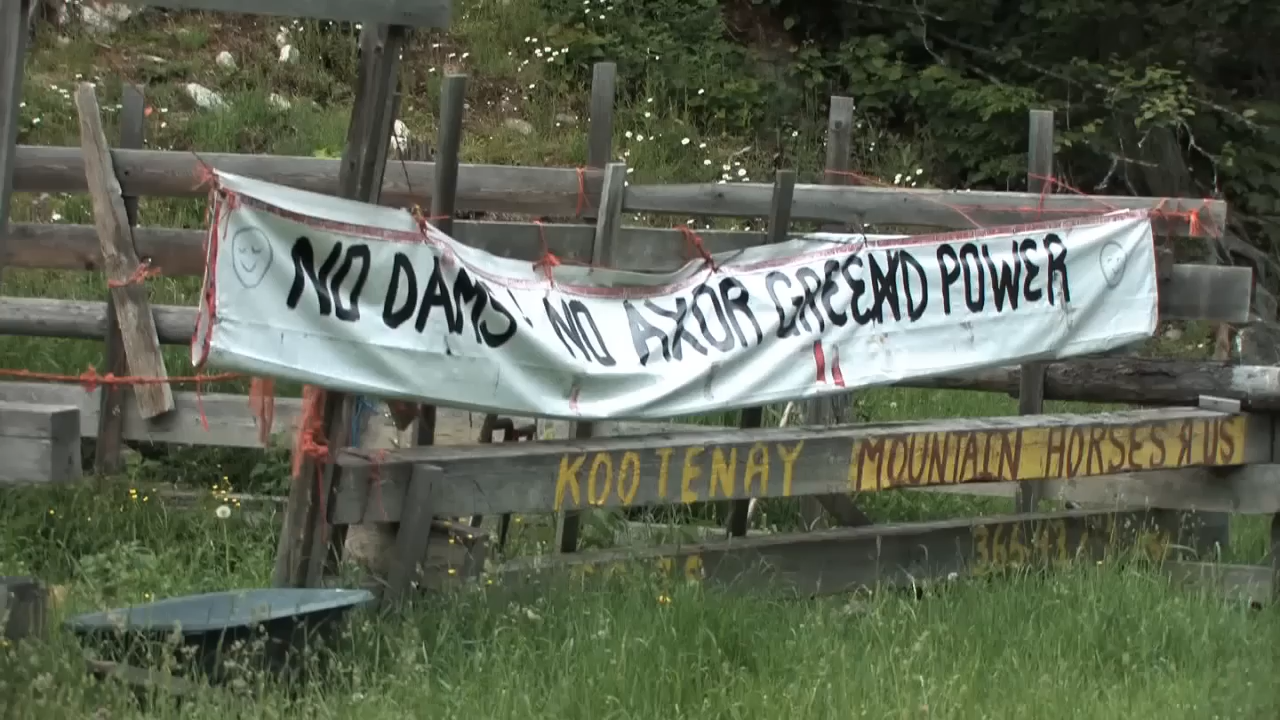 NO DAMS! NO AXOR GREEND POWER
KOOTENAY MOUNTAIN HORSES Я US